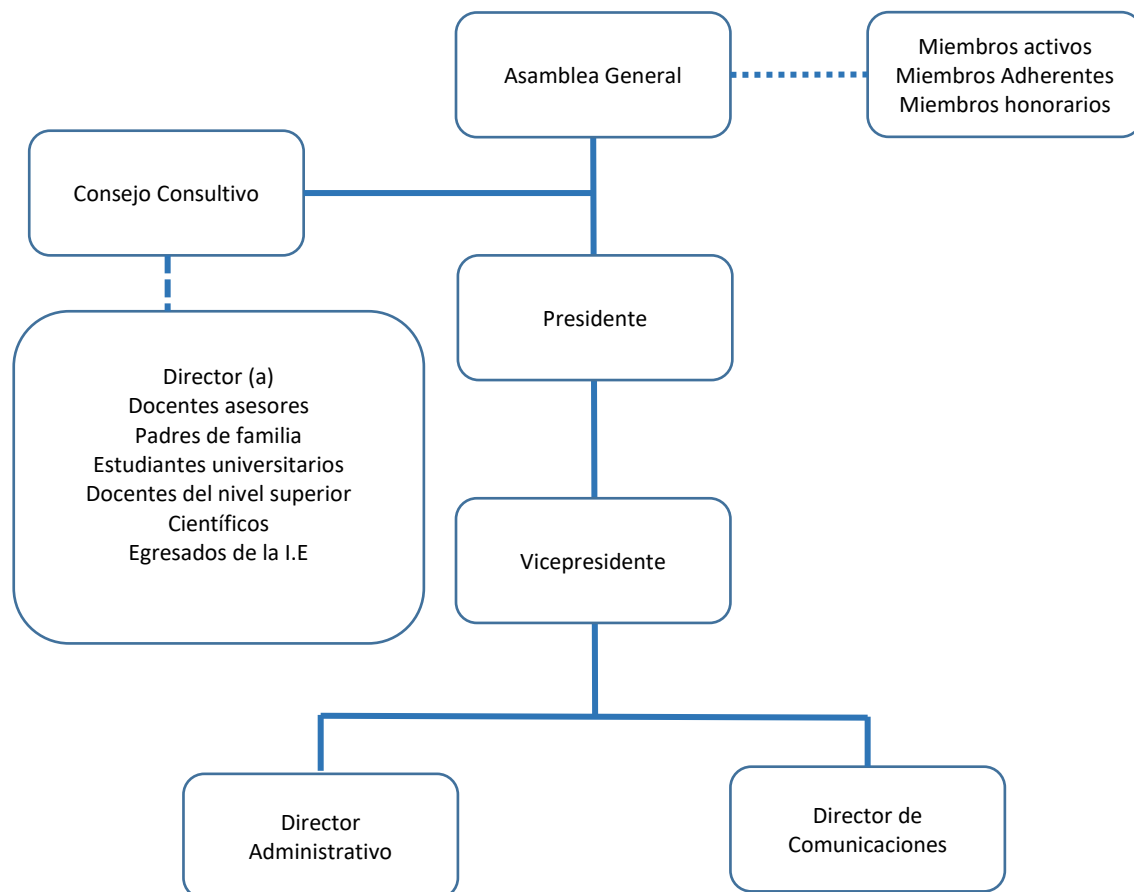 Asamblea General
Miembros activos
Miembros Adherentes
Miembros honorarios
Consejo Consultivo
Presidente
Director (a)
Docentes asesores
Padres de familia
Estudiantes universitarios
Docentes del nivel superior
Científicos
Egresados de la I.E
Vicepresidente
Director
Administrativo
Director de
Comunicaciones